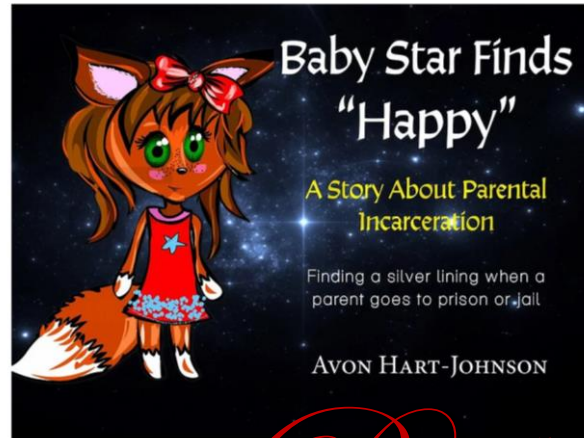 Baby Star Finds
“Happy”
A Story About Parental
Incarceration
Finding a silver lining when a
parent goes to prison or jail
AVON HART-JOHNSON